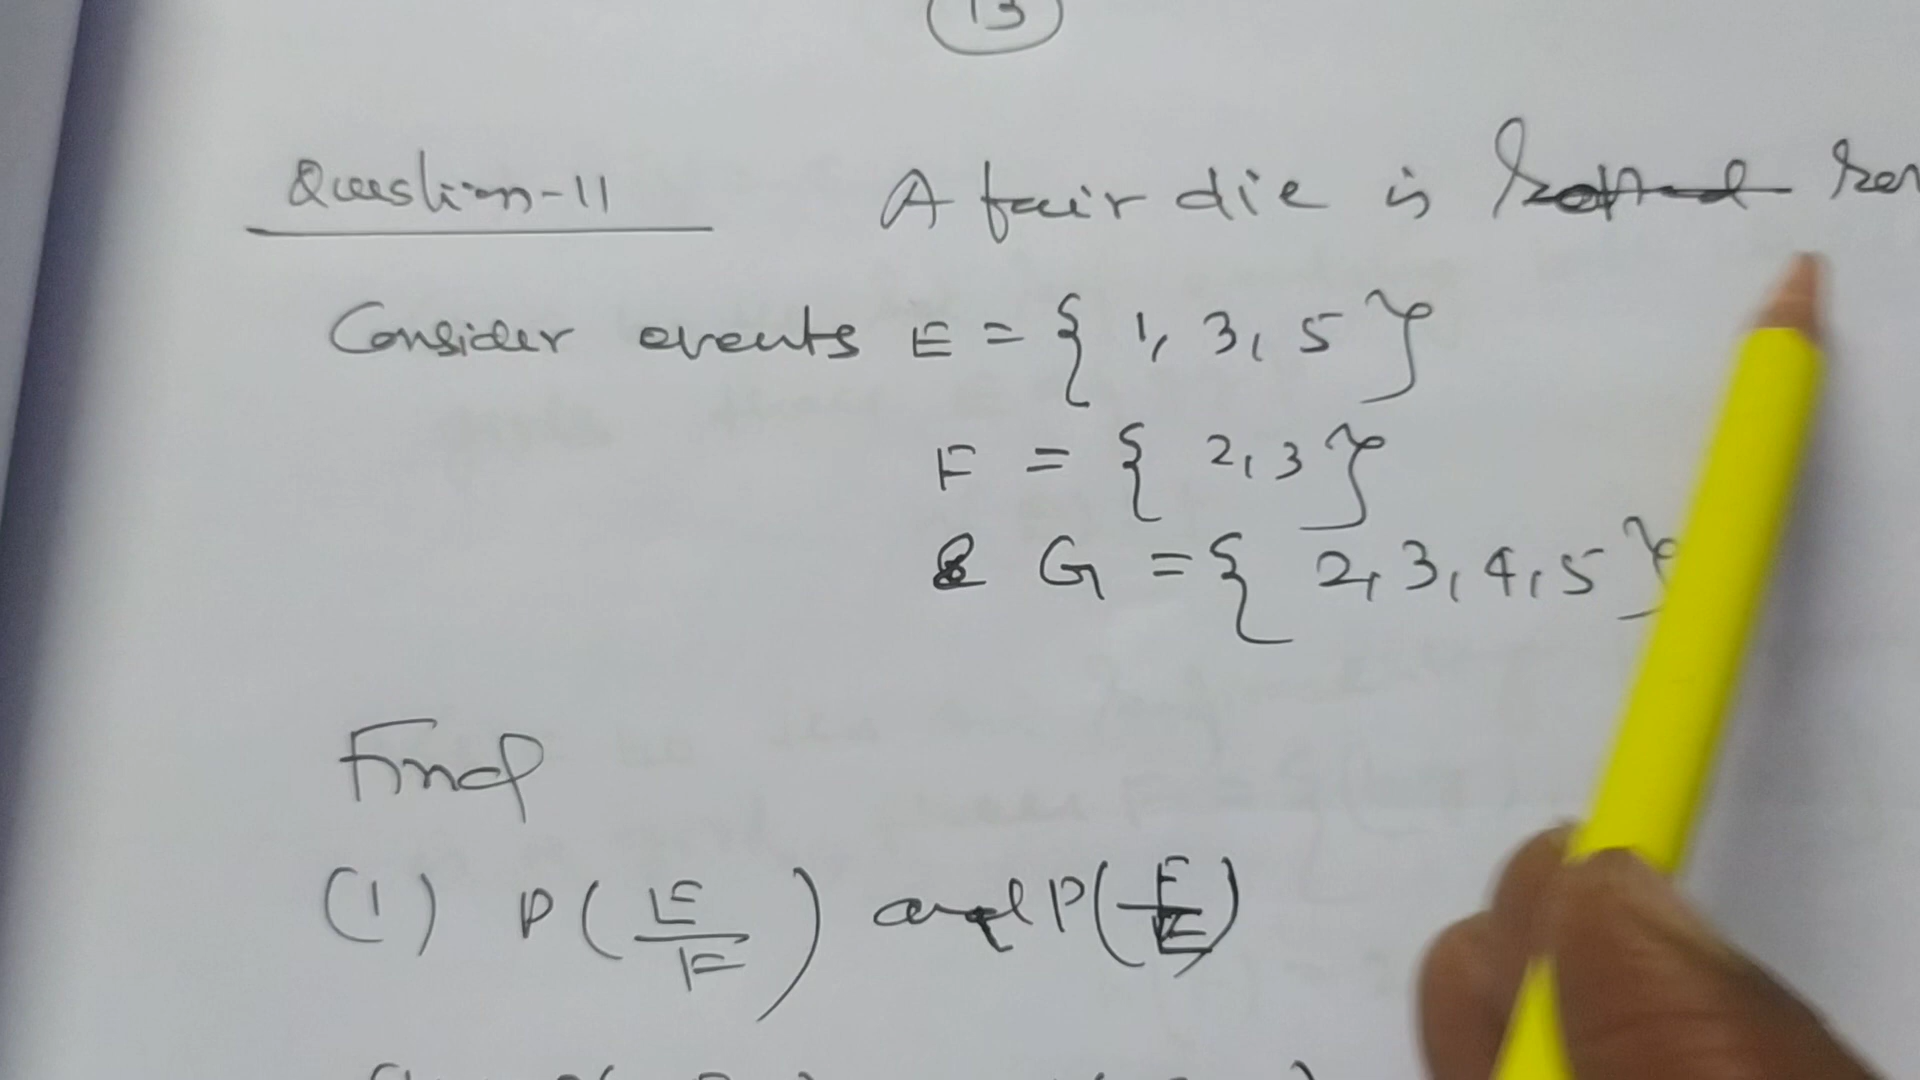 13
Question-11 A fair die is
Consider events E = { 1, 3, 5 }
F = { 2, 3 }
& G = { 2, 3, 4, 5 }
Find
(1) P(E/F) and P(F/E)